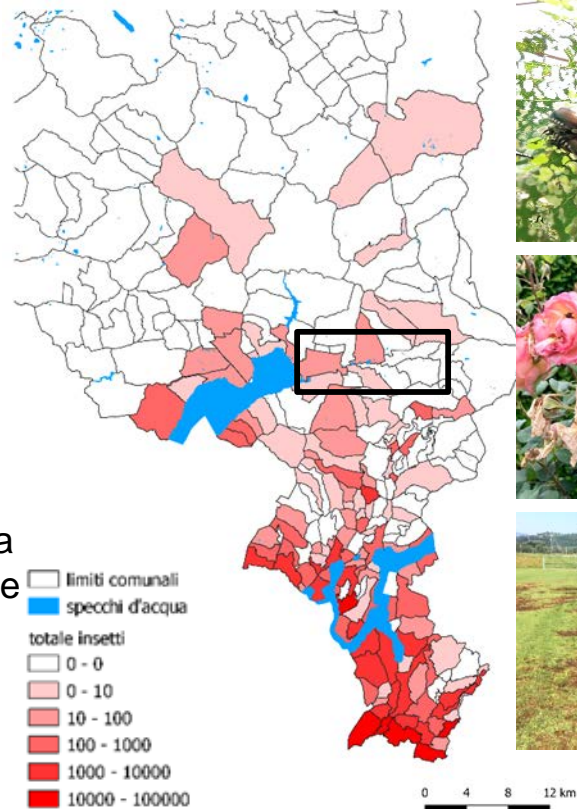 a
e
limiti comunali
specchi d'acqua
totale insetti
0 - 0
0 - 10
10 - 100
100 - 1000
1000 - 10000
10000 - 100000
0 4 8 12 km